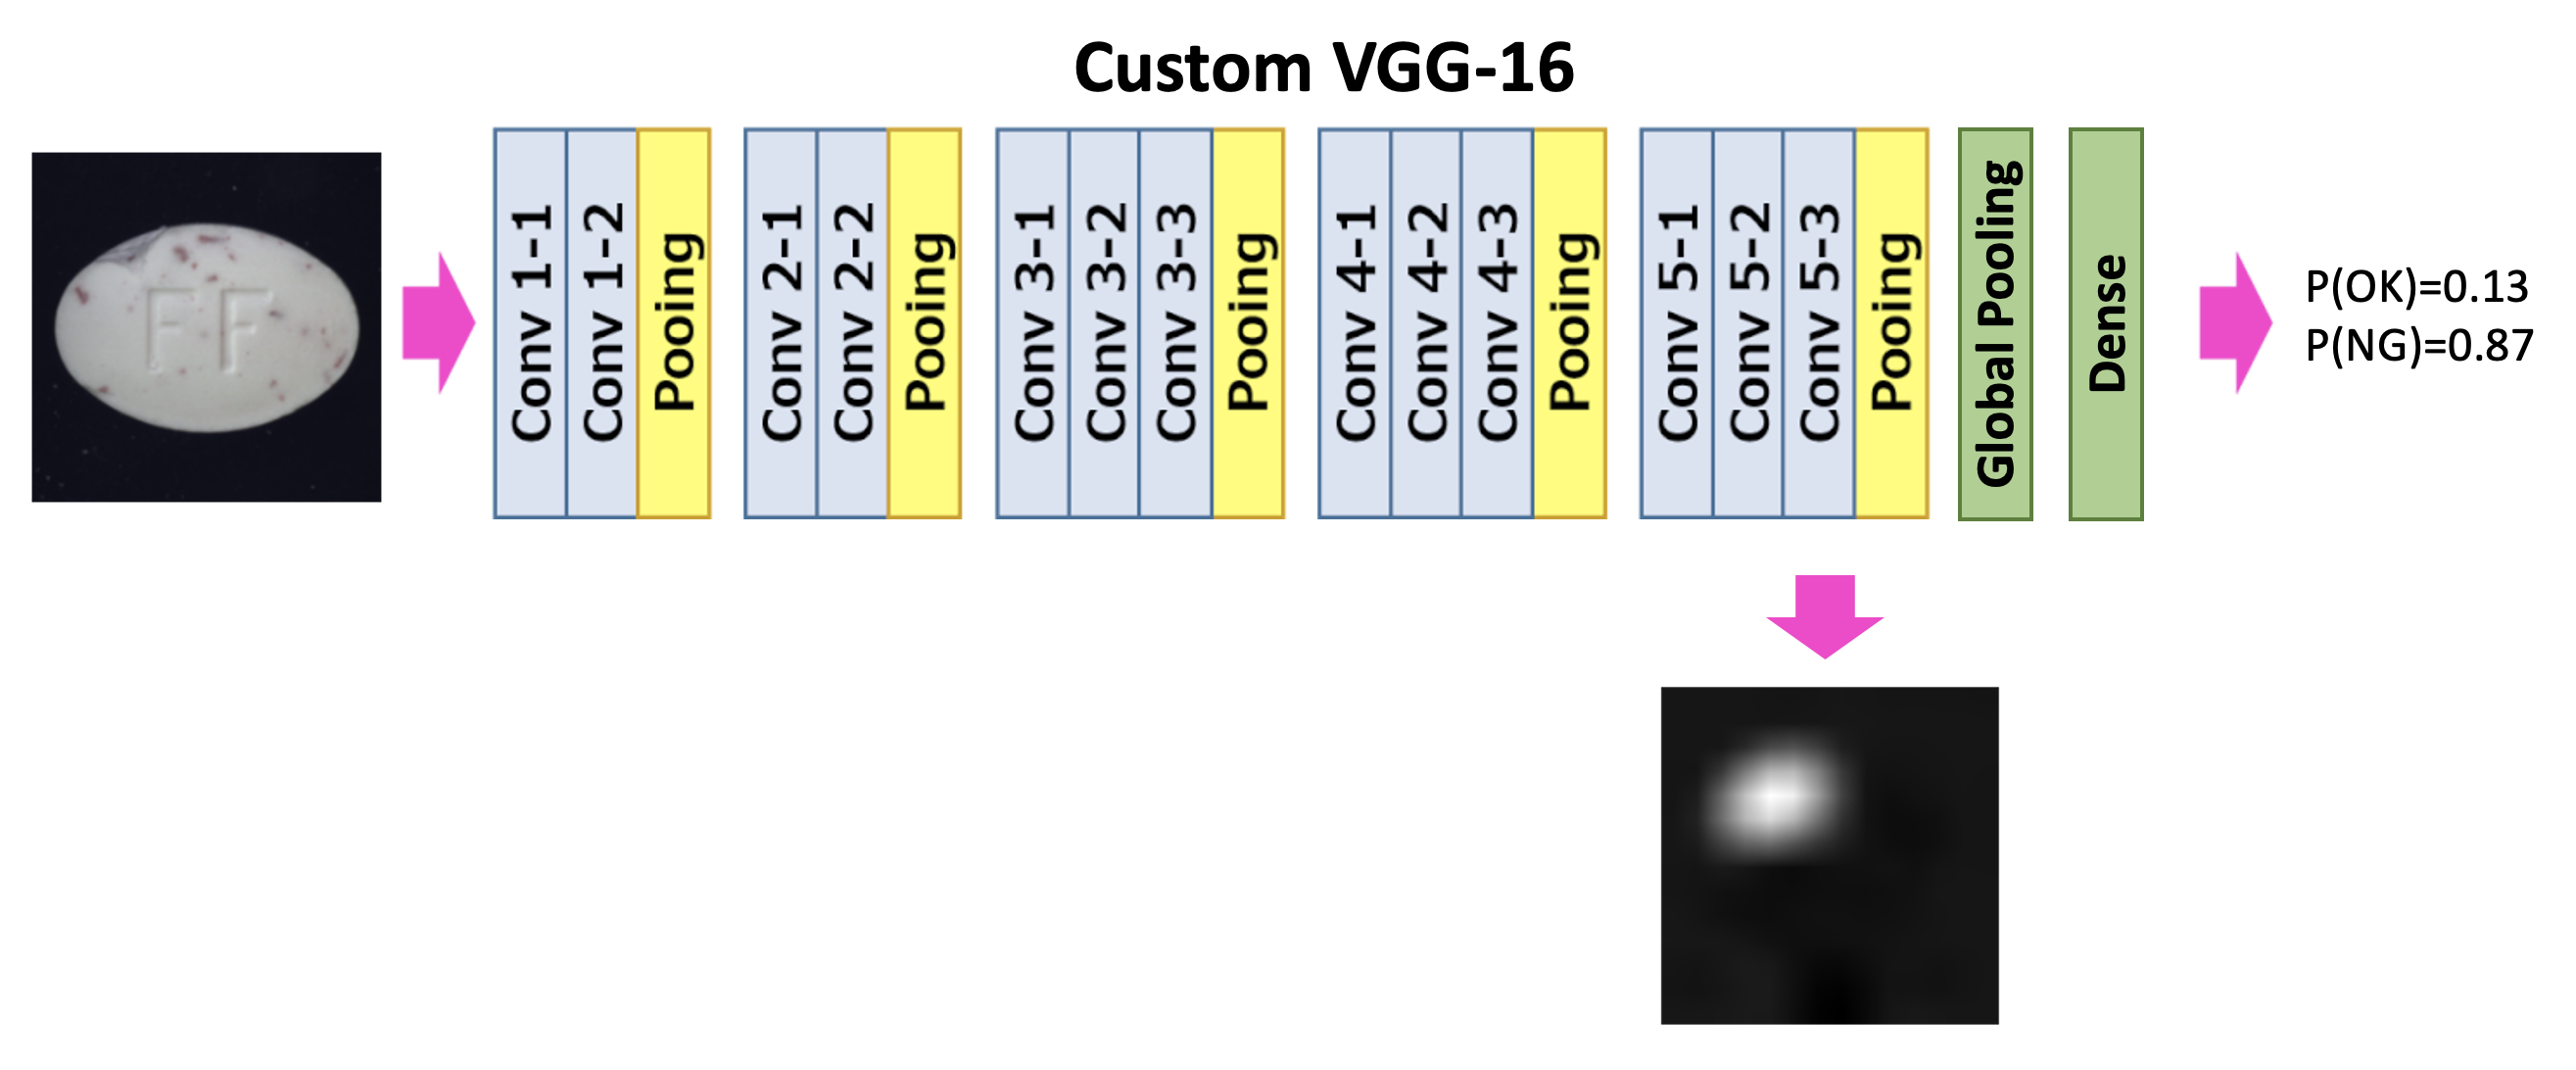 Custom VGG-16
FF
Conv 1-1
Conv 1-2
Pooing
Conv 2-1
Conv 2-2
Pooing
Conv 3-1
Conv 3-2
Conv 3-3
Pooing
Conv 4-1
Conv 4-2
Conv 4-3
Pooing
Conv 5-1
Conv 5-2
Conv 5-3
Pooing
Global Pooling
Dense
P(OK)=0.13
P(NG)=0.87